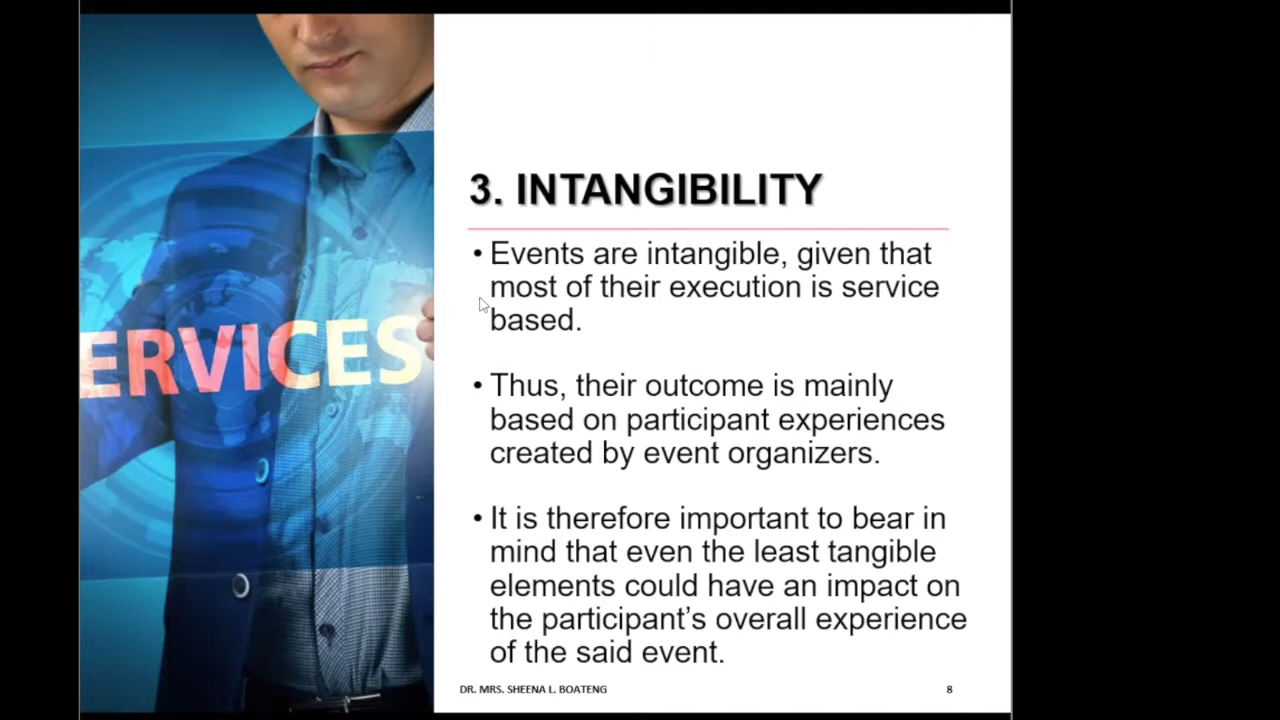 ERVICES
3. INTANGIBILITY
• Events are intangible, given that
most of their execution is service
based.
• Thus, their outcome is mainly
based on participant experiences
created by event organizers.
• It is therefore important to bear in
mind that even the least tangible
elements could have an impact on
the participant’s overall experience
of the said event.
DR. MRS. SHEENA L. BOATENG
8